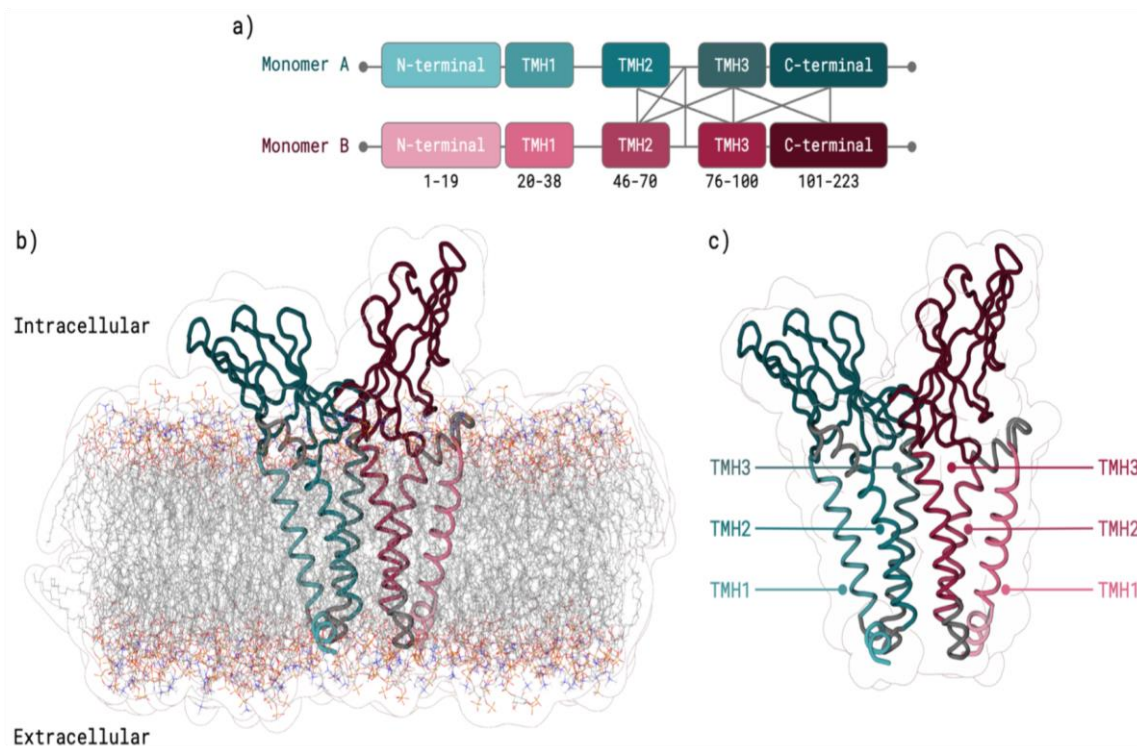 a)
Monomer A N-terminal TMH1 TMH2 TMH3 C-terminal
Monomer B N-terminal TMH1 TMH2 TMH3 C-terminal
1-19 20-38 46-70 76-100 101-223
b)
c)
Intracellular
TMH3 TMH3
TMH2 TMH2
TMH1 TMH1
Extracellular